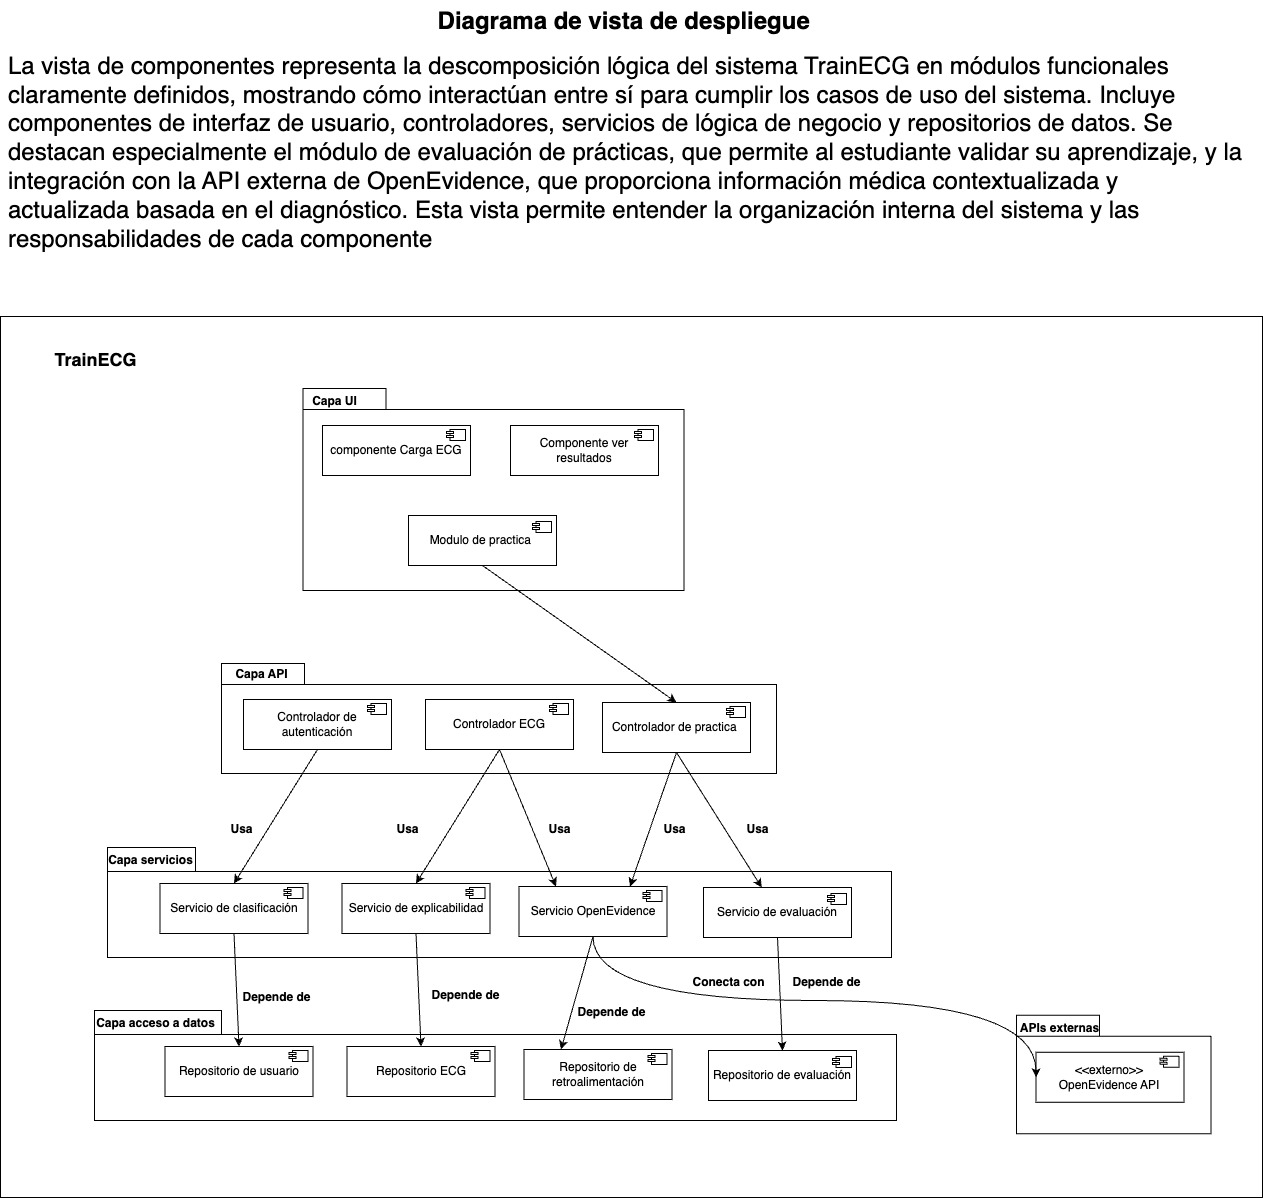 Diagrama de vista de despliegue
La vista de componentes representa la descomposición lógica del sistema TrainECG en módulos funcionales
claramente definidos, mostrando cómo interactúan entre sí para cumplir los casos de uso del sistema. Incluye
componentes de interfaz de usuario, controladores, servicios de lógica de negocio y repositorios de datos. Se
destacan especialmente el módulo de evaluación de prácticas, que permite al estudiante validar su aprendizaje, y la
integración con la API externa de OpenEvidence, que proporciona información médica contextualizada y
actualizada basada en el diagnóstico. Esta vista permite entender la organización interna del sistema y las
responsabilidades de cada componente
TrainECG
Capa UI
componente Carga ECG
Componente ver
resultados
Modulo de practica
Capa API
Controlador de
autenticación
Controlador ECG
Controlador de practica
Usa
Usa
Usa
Usa
Usa
Capa servicios
Servicio de clasificación
Servicio de explicabilidad
Servicio OpenEvidence
Servicio de evaluación
Depende de
Depende de
Depende de
Conecta con
Depende de
Capa acceso a datos
Repositorio de usuario
Repositorio ECG
Repositorio de
retroalimentación
Repositorio de evaluación
APIs externas
<<externo>>
OpenEvidence API